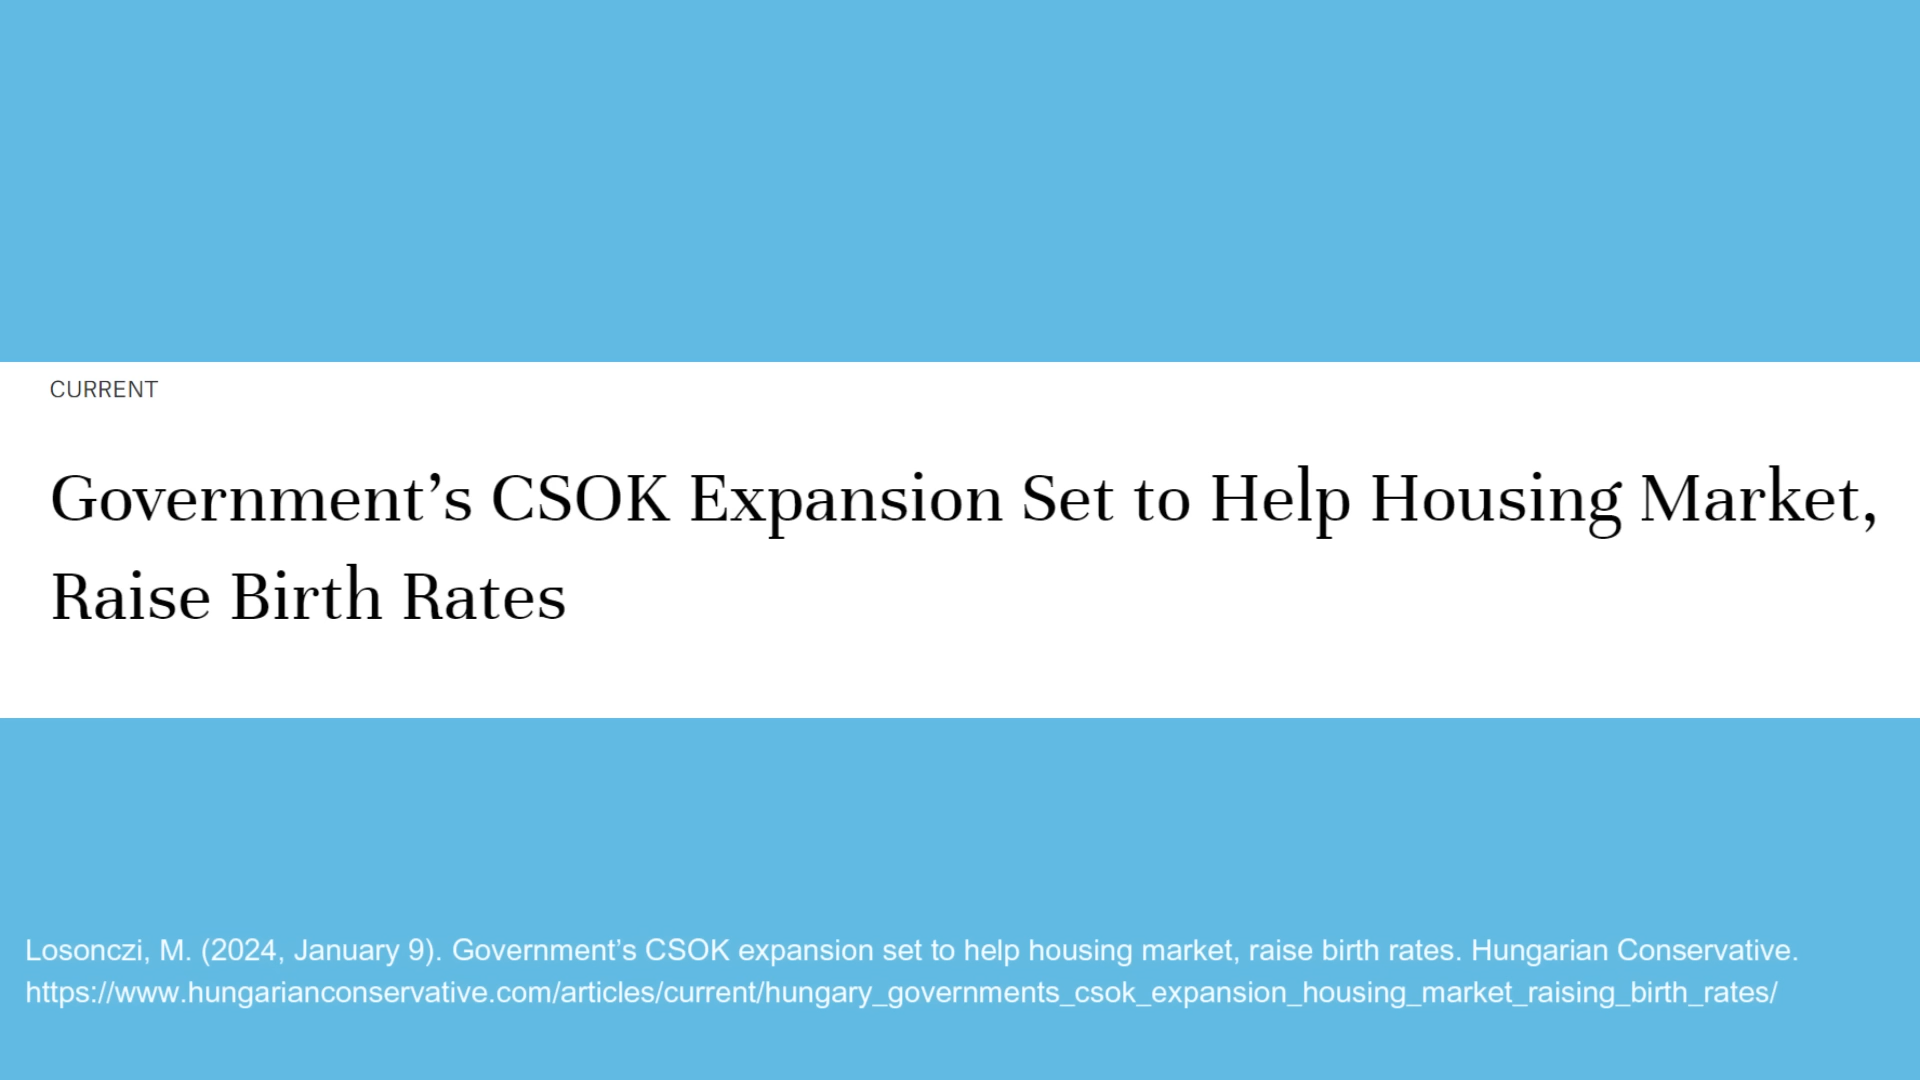 CURRENT
Government’s CSOK Expansion Set to Help Housing Market,
Raise Birth Rates
Losonczi, M. (2024, January 9). Government’s CSOK expansion set to help housing market, raise birth rates. Hungarian Conservative.
https://www.hungarianconservative.com/articles/current/hungary_governments_csok_expansion_housing_market_raising_birth_rates/